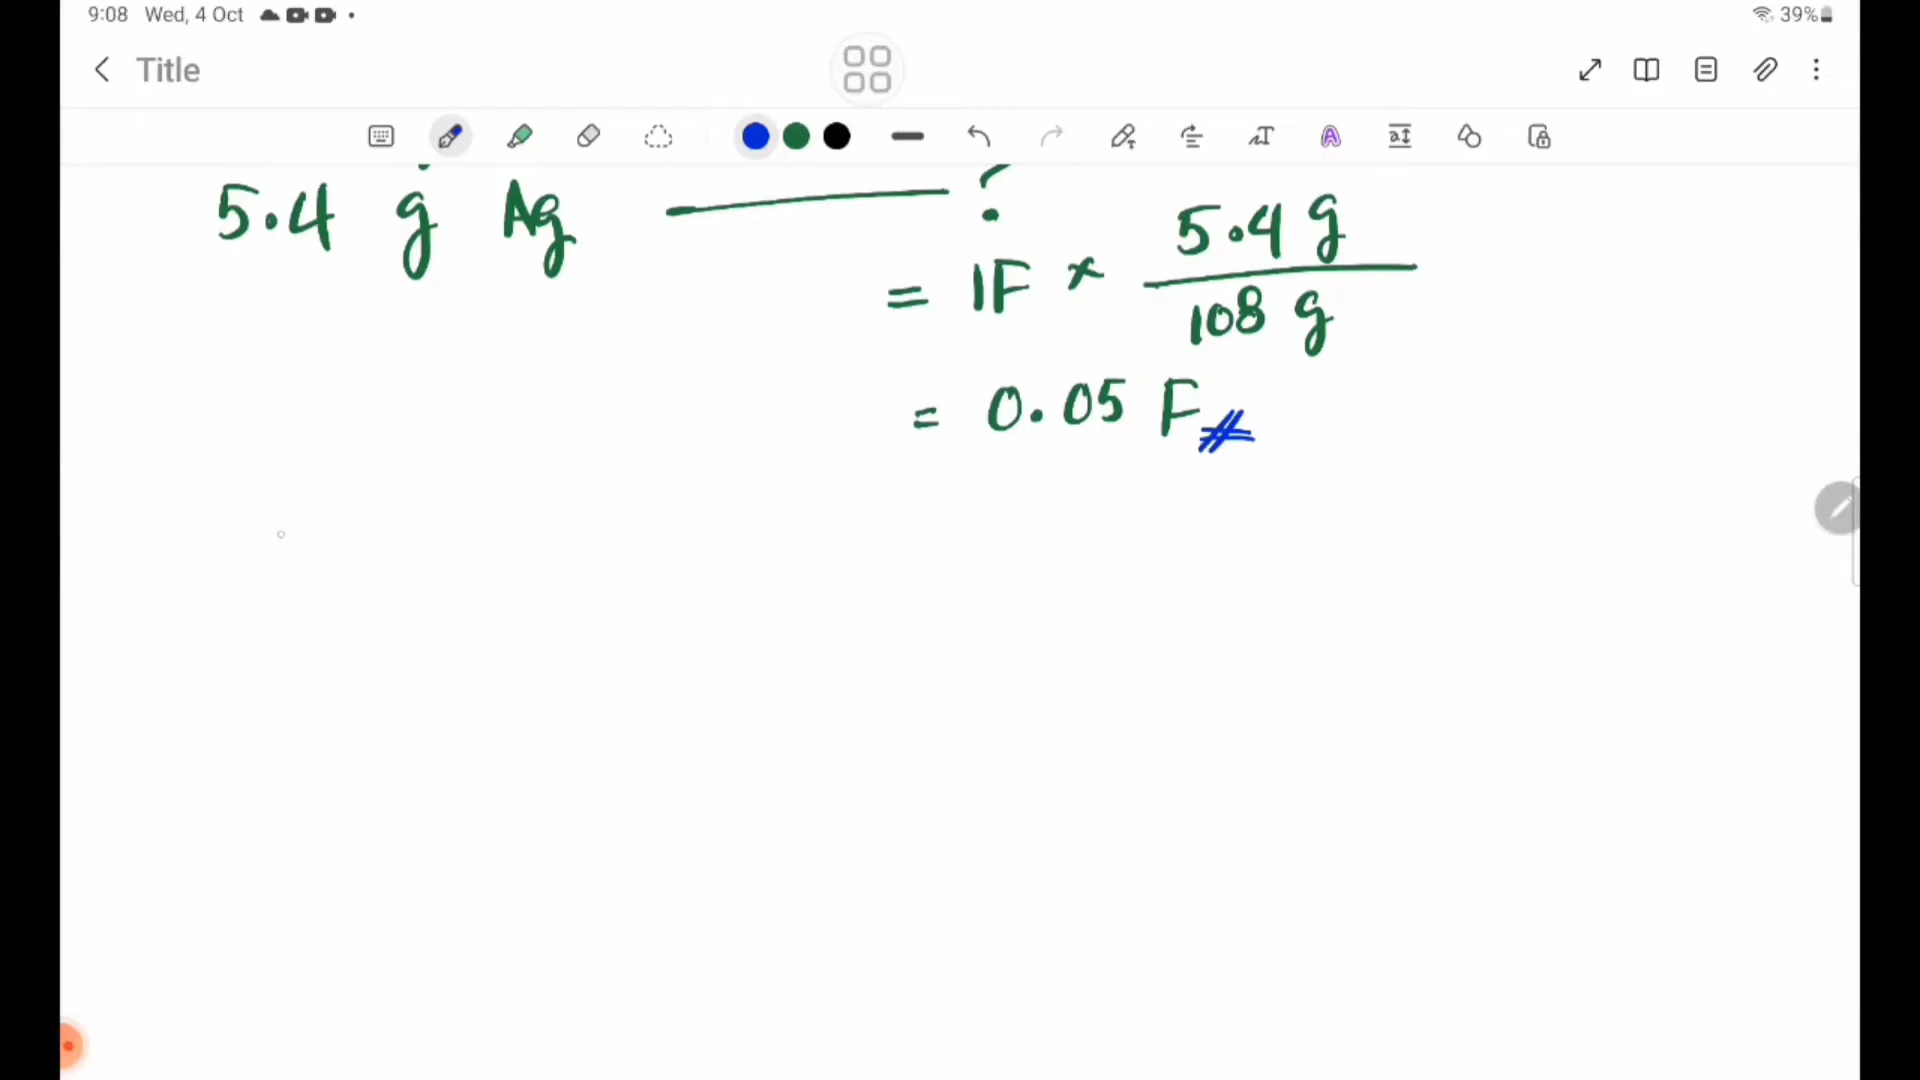 9:08 Wed, 4 Oct
39%
Title
5.4 g Ag ?
= 1F × 5.4 g
108 g
= 0.05 F